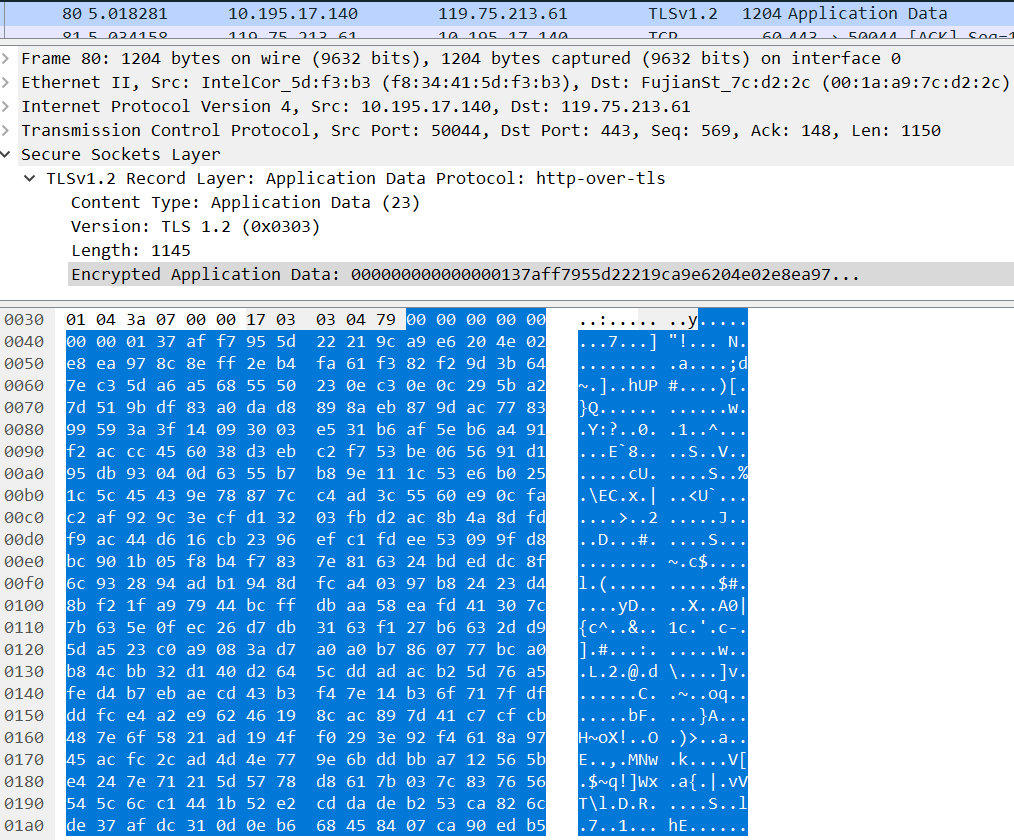 80 5.018281 10.195.17.140 119.75.213.61 TLSv1.2 1204 Application Data
81 5.034158 119.75.213.61 10.195.17.140 TCP 60 443 → 50044 [ACK] Seq=1
Frame 80: 1204 bytes on wire (9632 bits), 1204 bytes captured (9632 bits) on interface 0
Ethernet II, Src: IntelCor_5d:f3:b3 (f8:34:41:5d:f3:b3), Dst: FujianSt_7c:d2:2c (00:1a:a9:7c:d2:2c)
Internet Protocol Version 4, Src: 10.195.17.140, Dst: 119.75.213.61
Transmission Control Protocol, Src Port: 50044, Dst Port: 443, Seq: 569, Ack: 148, Len: 1150
Secure Sockets Layer
TLSv1.2 Record Layer: Application Data Protocol: http-over-tls
Content Type: Application Data (23)
Version: TLS 1.2 (0x0303)
Length: 1145
Encrypted Application Data: 000000000000000137aff7955d22219ca9e6204e02e8ea97...
0030 01 04 3a 07 00 00 17 03 03 04 79 00 00 00 00 00 ..:..... ..y.....
0040 00 00 01 37 af f7 95 5d 22 21 9c a9 e6 20 4e 02 ...7...] "!... N.
0050 e8 ea 97 8c 8e ff 2e b4 fa 61 f3 82 f2 9d 3b 64 ........ .a....;d
0060 7e c3 5d a6 a5 68 55 50 23 0e c3 0e 0c 29 5b a2 ~.]..hUP #....)[.
0070 7d 51 9b df 83 a0 da d8 89 8a eb 87 9d ac 77 83 }Q...... ......w.
0080 99 59 3a 3f 14 09 30 03 e5 31 b6 af 5e b6 a4 91 .Y:?..0. .1..^...
0090 f2 ac cc 45 60 38 d3 eb c2 f7 53 be 06 56 91 d1 ...E`8.. ..S..V..
00a0 95 db 93 04 0d 63 55 b7 b8 9e 11 1c 53 e6 b0 25 .....cU. ....S..%
00b0 1c 5c 45 43 9e 78 87 7c c4 ad 3c 55 60 e9 0c fa .\EC.x.| ..<U`...
00c0 c2 af 92 9c 3e cf d1 32 03 fb d2 ac 8b 4a 8d fd ....>..2 .....J..
00d0 f9 ac 44 d6 16 cb 23 96 ef c1 fd ee 53 09 9f d8 ..D...#. ....S...
00e0 bc 90 1b 05 f8 b4 f7 83 7e 81 63 24 bd ed dc 8f ........ ~.c$....
00f0 6c 93 28 94 ad b1 94 8d fc a4 03 97 b8 24 23 d4 l.(..... .....$#.
0100 8b f2 1f a9 79 44 bc ff db aa 58 ea fd 41 30 7c ....yD.. ..X..A0|
0110 7b 63 5e 0f ec 26 d7 db 31 63 f1 27 b6 63 2d d9 {c^..&.. 1c.'.c-.
0120 5d a5 23 c0 a9 08 3a d7 a0 a0 b7 86 07 77 bc a0 ].#...:. .....w..
0130 b8 4c bb 32 d1 40 d2 64 5c dd ad ac b2 5d 76 a5 .L.2.@.d \....]v.
0140 fe d4 b7 eb ae cd 43 b3 f4 7e 14 b3 6f 71 7f df ......C. .~..oq..
0150 dd fc e4 a2 e9 62 46 19 8c ac 89 7d 41 c7 cf cb .....bF. ...}A...
0160 48 7e 6f 58 21 ad 19 4f f0 29 3e 92 f4 61 8a 97 H~oX!..O .)>..a..
0170 45 ac fc 2c ad 4d 4e 77 9e 6b dd bb a7 12 56 5b E..,.MNw .k....V[
0180 e4 24 7e 71 21 5d 57 78 d8 61 7b 03 7c 83 76 56 .$~q!]Wx .a{.|.vV
0190 54 5c 6c c1 44 1b 52 e2 cd da de b2 53 ca 82 6c T\l.D.R. ....S..l
01a0 de 37 af dc 31 0d 0e b6 68 45 84 07 ca 90 ed b5 .7..1... hE......